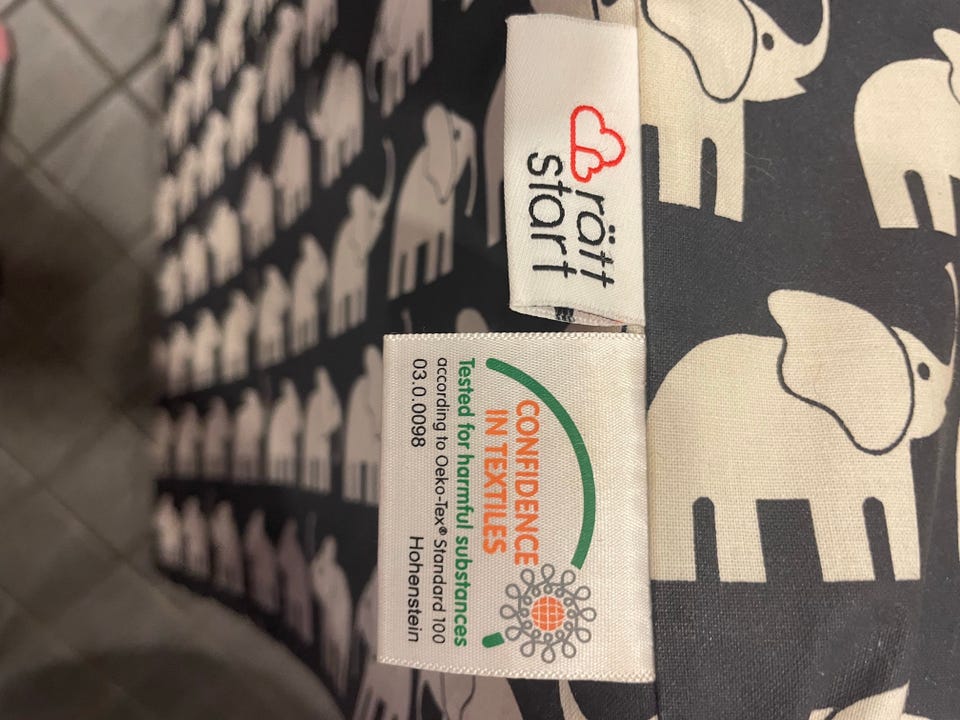 rätt
start
CONFIDENCE
IN TEXTILES
Tested for harmful substances
according to Oeko-Tex® Standard 100
03.0.0098 Hohenstein